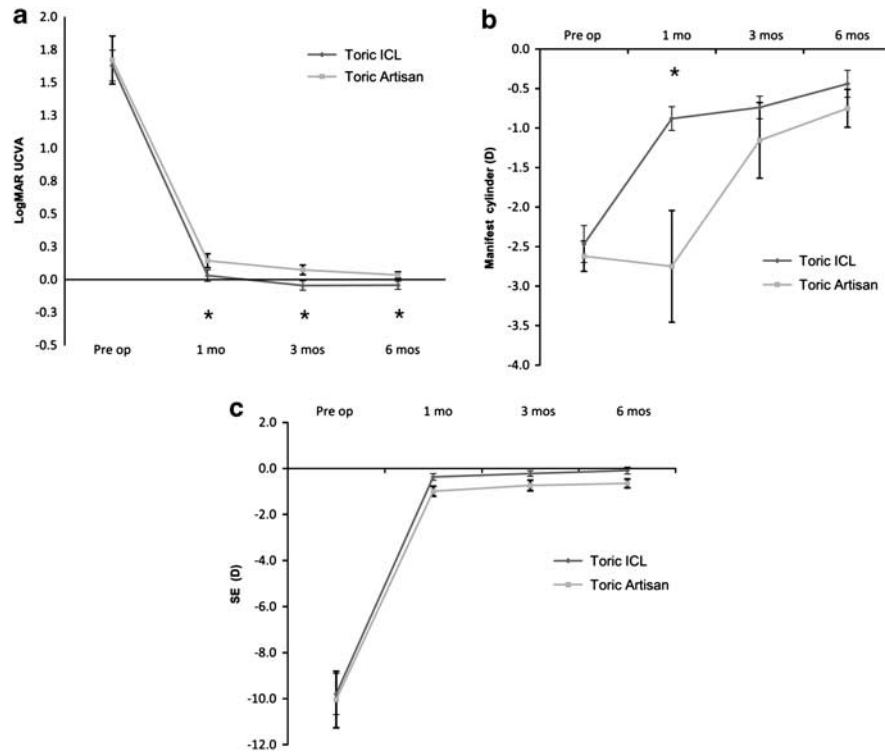 a
2.0
1.8
1.5
1.3
1.0
0.8
0.5
0.3
0.0
-0.3
-0.5
LogMAR UCVA
Toric ICL
Toric Artisan
* * *
Pre op 1 mo 3 mos 6 mos
b
Pre op 1 mo 3 mos 6 mos
0.0
-0.5
-1.0
-1.5
-2.0
-2.5
-3.0
-3.5
-4.0
Manifest cylinder (D)
*
Toric ICL
Toric Artisan
c
Pre op 1 mo 3 mos 6 mos
2.0
0.0
-2.0
-4.0
-6.0
-8.0
-10.0
-12.0
SE (D)
Toric ICL
Toric Artisan